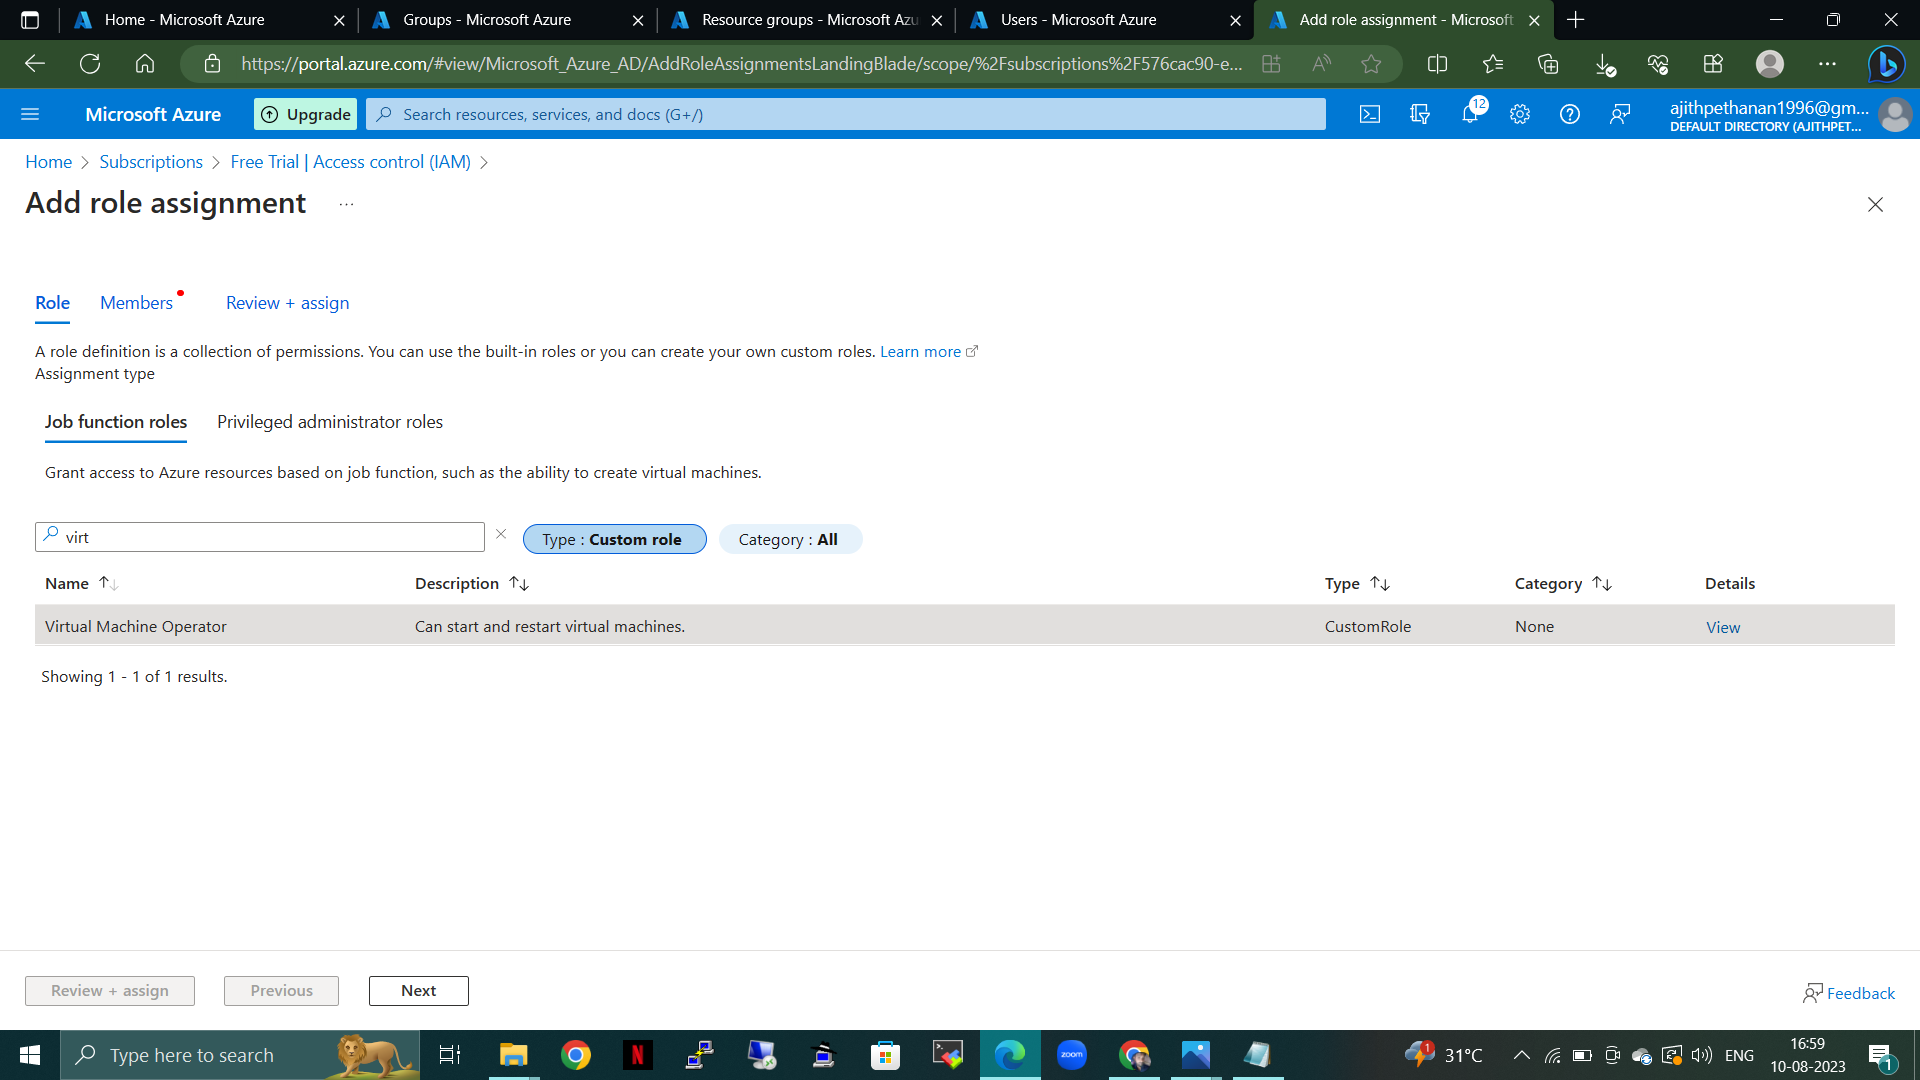 Home - Microsoft Azure
Groups - Microsoft Azure
Resource groups - Microsoft Azu
Users - Microsoft Azure
Add role assignment - Microsoft
https://portal.azure.com/#view/Microsoft_Azure_AD/AddRoleAssignmentsLandingBlade/scope/%2Fsubscriptions%2F576cac90-e...
Microsoft Azure
Upgrade
Search resources, services, and docs (G+/)
12
ajithpethanan1996@gm...
DEFAULT DIRECTORY (AJITHPET...
Home > Subscriptions > Free Trial | Access control (IAM) >
Add role assignment ...
Role Members Review + assign
A role definition is a collection of permissions. You can use the built-in roles or you can create your own custom roles. Learn more
Assignment type
Job function roles Privileged administrator roles
Grant access to Azure resources based on job function, such as the ability to create virtual machines.
virt
Type : Custom role
Category : All
Name Description Type Category Details
Virtual Machine Operator Can start and restart virtual machines. CustomRole None View
Showing 1 - 1 of 1 results.
Review + assign Previous Next
Feedback
Type here to search
N
zoom
1
31°C
ENG
16:59
10-08-2023
1